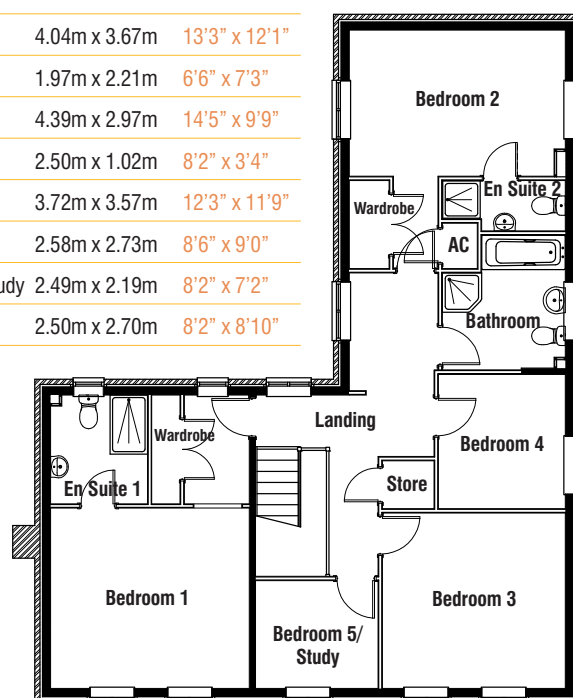 4.04m x 3.67m 13’3” x 12’1”
1.97m x 2.21m 6’6” x 7’3”
4.39m x 2.97m 14’5” x 9’9”
2.50m x 1.02m 8’2” x 3’4”
3.72m x 3.57m 12’3” x 11’9”
2.58m x 2.73m 8’6” x 9’0”
udy 2.49m x 2.19m 8’2” x 7’2”
2.50m x 2.70m 8’2” x 8’10”
Bedroom 2
En Suite 2
Wardrobe
AC
Bathroom
Landing
Wardrobe
Bedroom 4
Store
En Suite 1
Bedroom 1
Bedroom 3
Bedroom 5/
Study